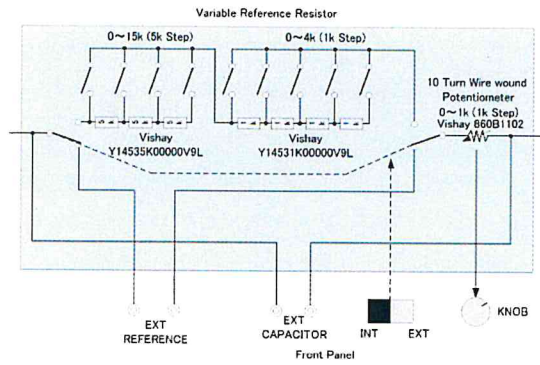 Variable Reference Resistor
0～15k (5k Step)
0～4k (1k Step)
10 Turn Wire wound
Potentiometer
0～1k (1k Step)
Vishay 860B1102
Vishay
Y14535K00000V9L
Vishay
Y14531K00000V9L
EXT
REFERENCE
EXT
CAPACITOR
INT
EXT
KNOB
Front Panel